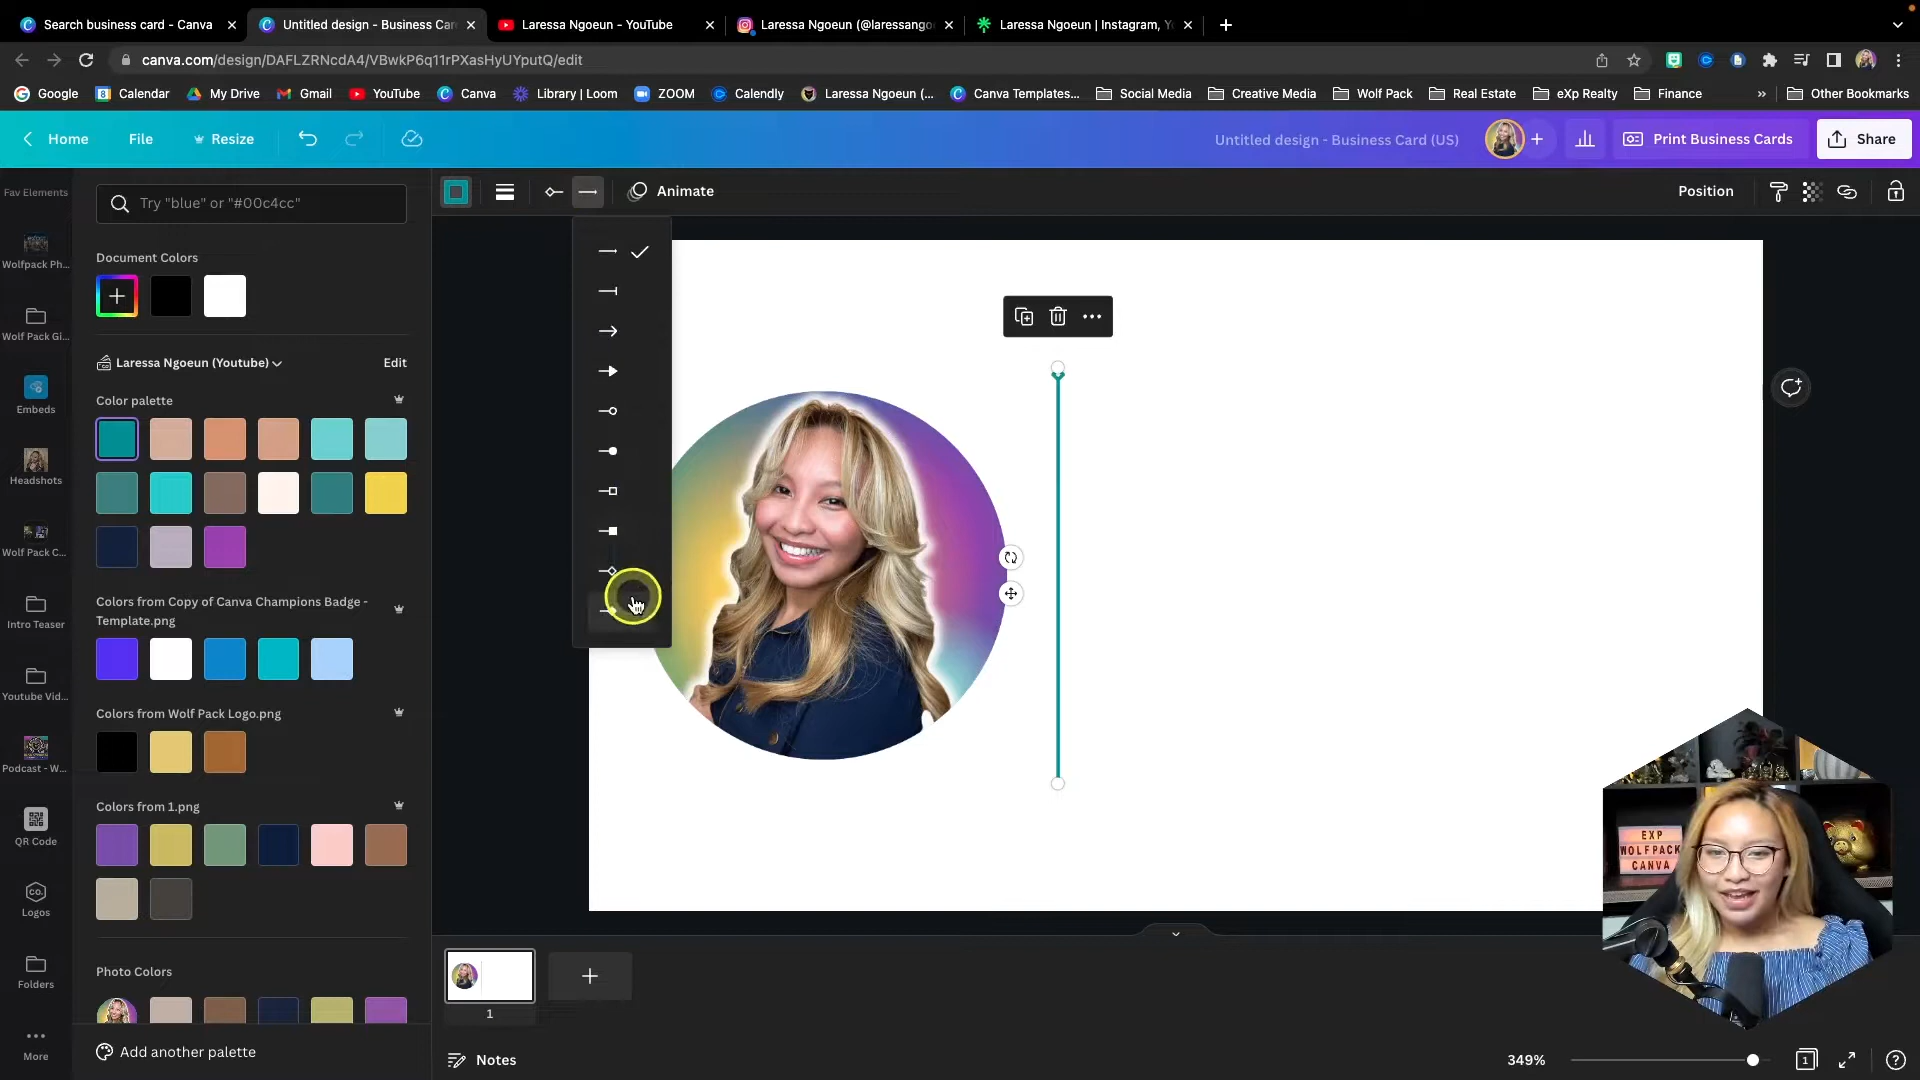 Search business card - Canva
Untitled design - Business Car
Laressa Ngoeun - YouTube
Laressa Ngoeun (@laressango
Laressa Ngoeun | Instagram, Y
canva.com/design/DAFLZRNcdA4/VBwkP6q11rPXasHyUYputQ/edit
Google
Calendar
My Drive
Gmail
YouTube
Canva
Library | Loom
ZOOM
Calendly
Laressa Ngoeun (...
Canva Templates...
Social Media
Creative Media
Wolf Pack
Real Estate
eXp Realty
Finance
»
Other Bookmarks
Home
File
Resize
Untitled design - Business Card (US)
Print Business Cards
Share
Animate
Position
Fav Elements
Wolfpack Ph...
Wolf Pack Gi...
Embeds
Headshots
Wolf Pack C...
Intro Teaser
Youtube Vid...
Podcast - W...
QR Code
co.
Logos
Folders
More
Try "blue" or "#00c4cc"
Document Colors
Laressa Ngoeun (Youtube)
Edit
Color palette
Colors from Copy of Canva Champions Badge -
Template.png
Colors from Wolf Pack Logo.png
Colors from 1.png
Photo Colors
Add another palette
EXP
WOLFPACK
CANVA
1
Notes
349%
1